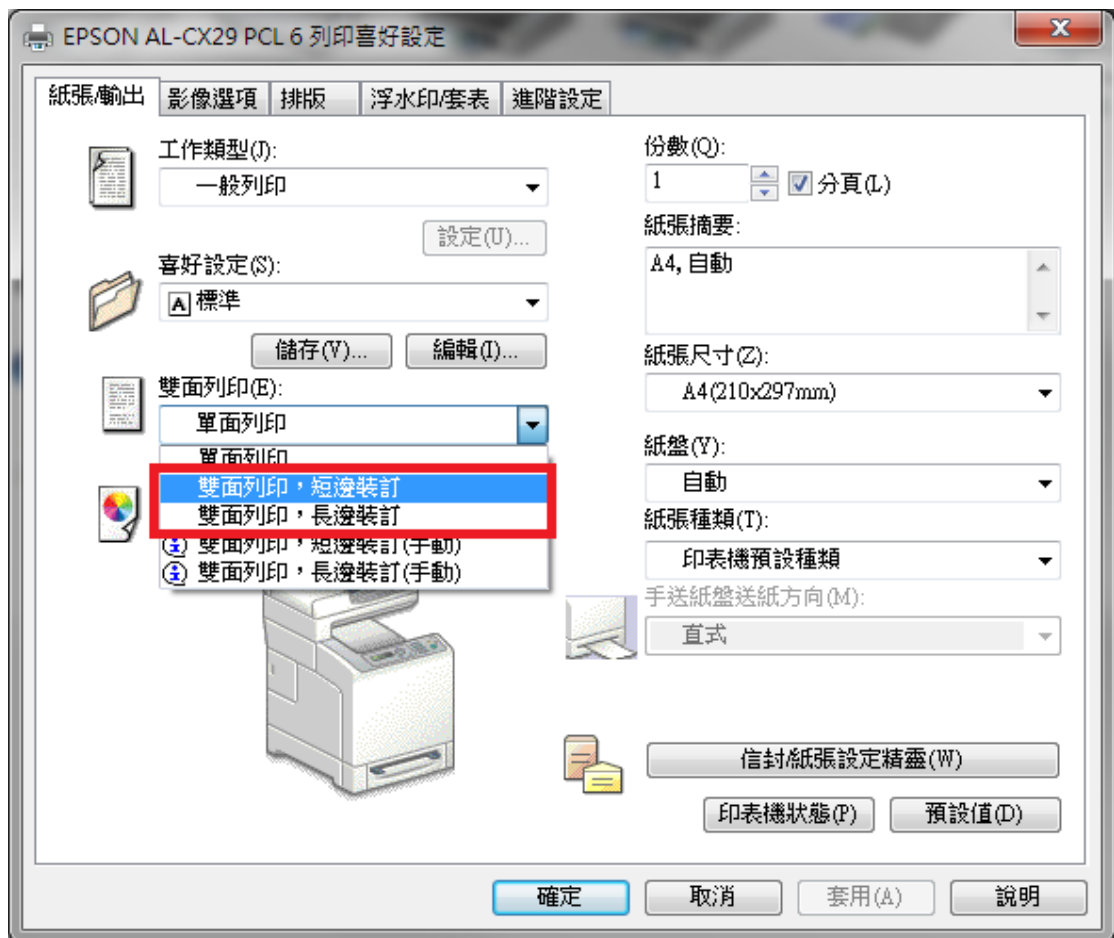 EPSON AL-CX29 PCL 6 列印喜好設定
紙張/輸出 影像選項 排版 浮水印/套表 進階設定
工作類型(J):
一般列印
設定(U)...
喜好設定(S):
A 標準
儲存(V)... 編輯(I)...
雙面列印(E):
單面列印
單面列印
雙面列印，短邊裝訂
雙面列印，長邊裝訂
雙面列印，短邊裝訂(手動)
雙面列印，長邊裝訂(手動)
份數(Q):
1 分頁(L)
紙張摘要:
A4, 自動
紙張尺寸(Z):
A4(210x297mm)
紙盤(Y):
自動
紙張種類(T):
印表機預設種類
手送紙盤送紙方向(M):
直式
信封/紙張設定精靈(W)
印表機狀態(P) 預設值(D)
確定 取消 套用(A) 說明